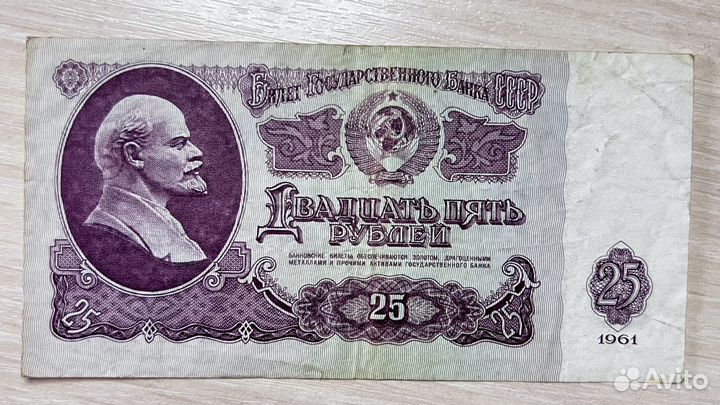 Билет Государственного Банка СССР
Двадцать пять
рублей
БАНКОВСКИЕ БИЛЕТЫ ОБЕСПЕЧИВАЮТСЯ ЗОЛОТОМ, ДРАГОЦЕННЫМИ
МЕТАЛЛАМИ И ПРОЧИМИ АКТИВАМИ ГОСУДАРСТВЕННОГО БАНКА
25
25
25
25
1961
Avito